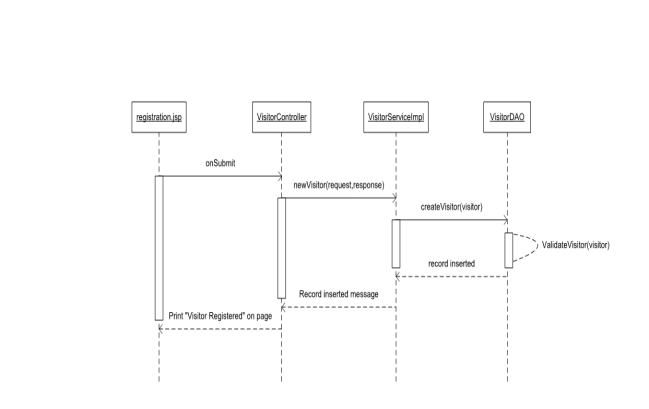 registration.jsp
VisitorController
VisitorServiceImpl
VisitorDAO
onSubmit
newVisitor(request,response)
createVisitor(visitor)
ValidateVisitor(visitor)
record inserted
Record inserted message
Print "Visitor Registered" on page